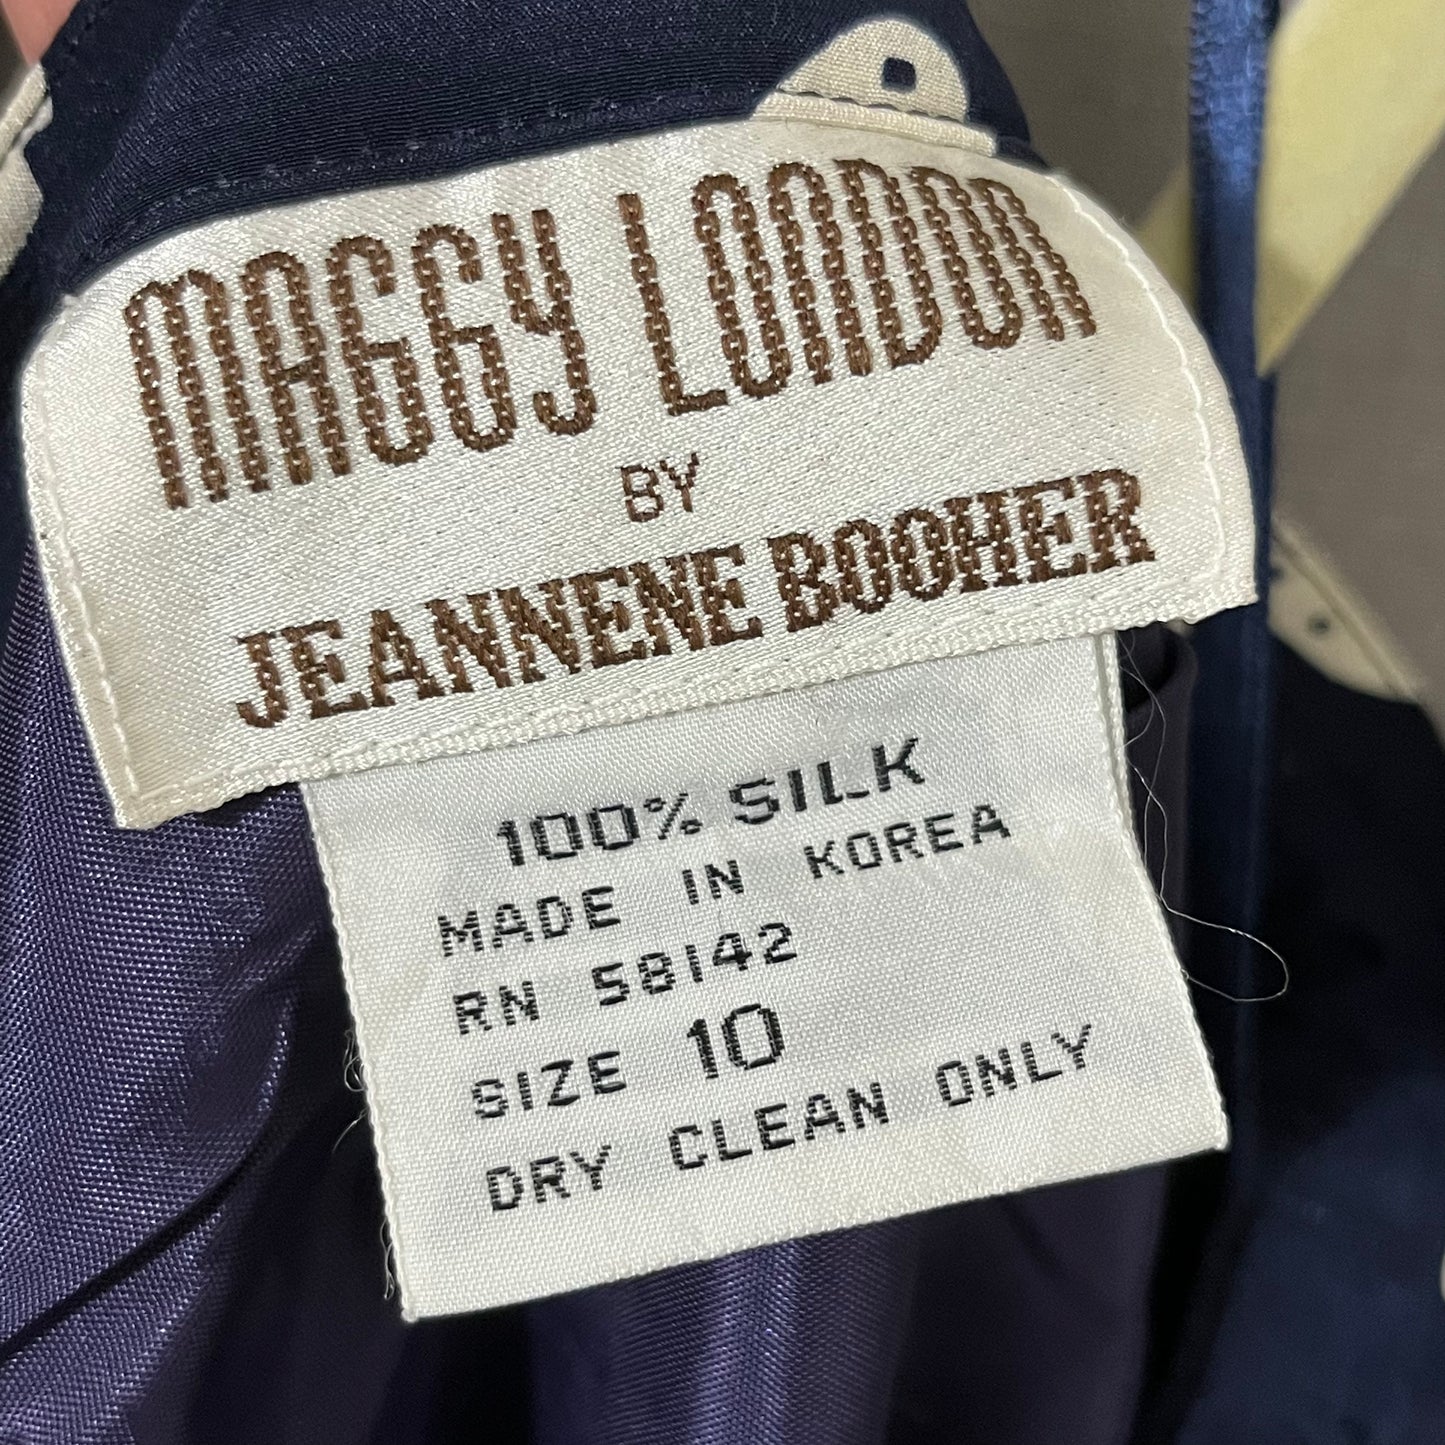 MAGGY LONDON
BY
JEANNENE BOOHER
100% SILK
MADE IN KOREA
RN 58142
SIZE 10
DRY CLEAN ONLY